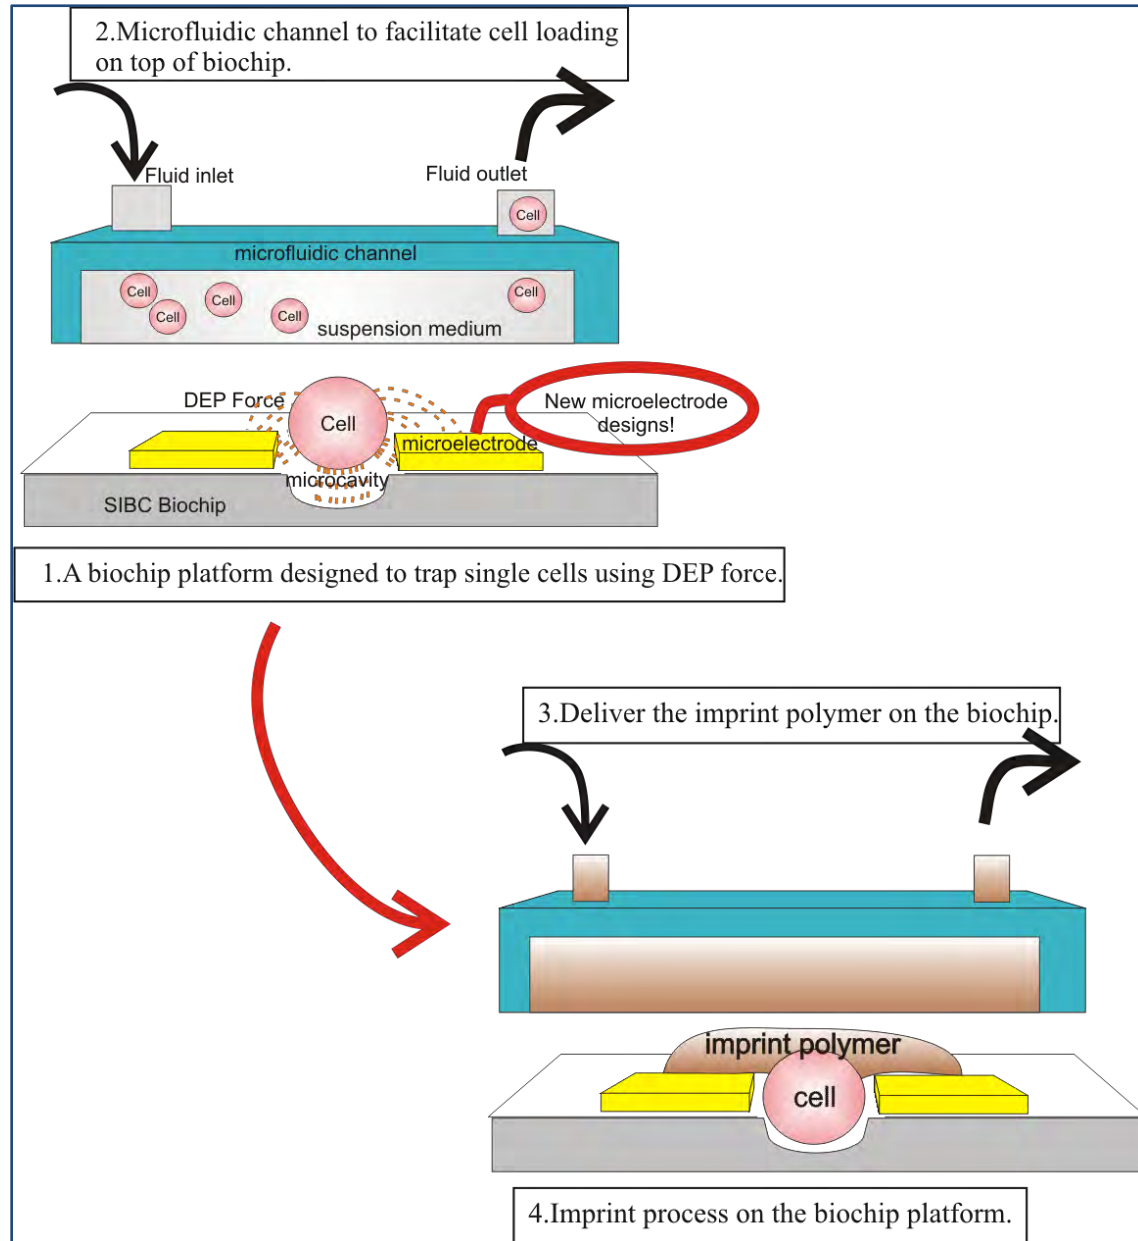 2.Microfluidic channel to facilitate cell loading
on top of biochip.
Fluid inlet
Fluid outlet
Cell
microfluidic channel
Cell
Cell
Cell
Cell
Cell
suspension medium
DEP Force
Cell
New microelectrode
designs!
microelectrode
microcavity
SIBC Biochip
1.A biochip platform designed to trap single cells using DEP force.
3.Deliver the imprint polymer on the biochip.
imprint polymer
cell
4.Imprint process on the biochip platform.